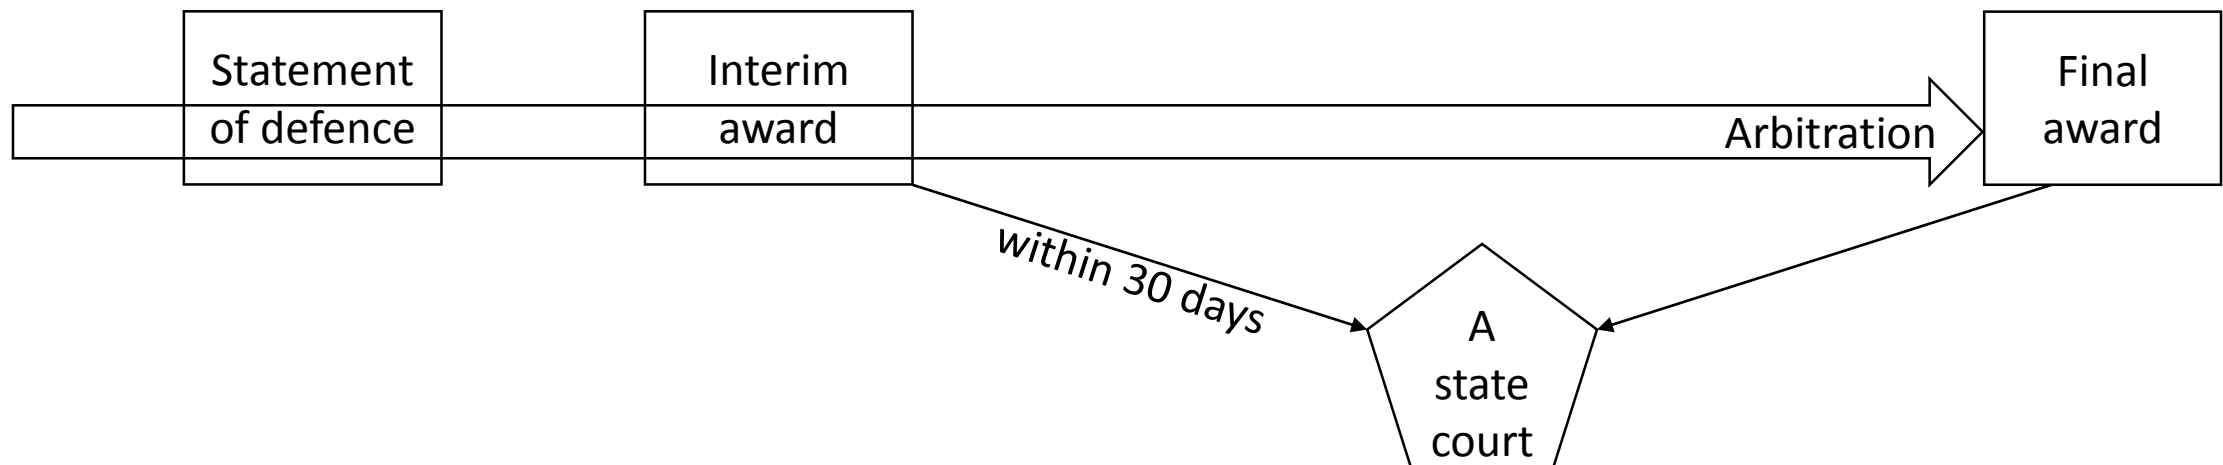 Statement
of defence
Interim
award
Arbitration
Final
award
within 30 days
A
state
court